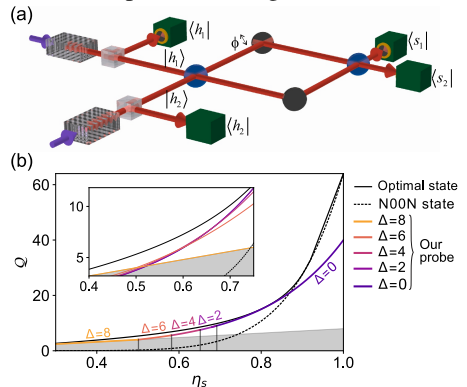 (a)
⟨h₁|
|h₁⟩
ϕ
⟨s₁|
⟨s₂|
|h₂⟩
⟨h₂|
(b)
60
40
20
0
Q
10
5
0.4
0.5
0.6
0.7
Δ=8
Δ=6
Δ=4
Δ=2
Δ=0
0.4
0.6
0.8
1.0
ηₛ
Optimal state
N00N state
Δ=8
Δ=6
Δ=4
Δ=2
Δ=0
Our
probe